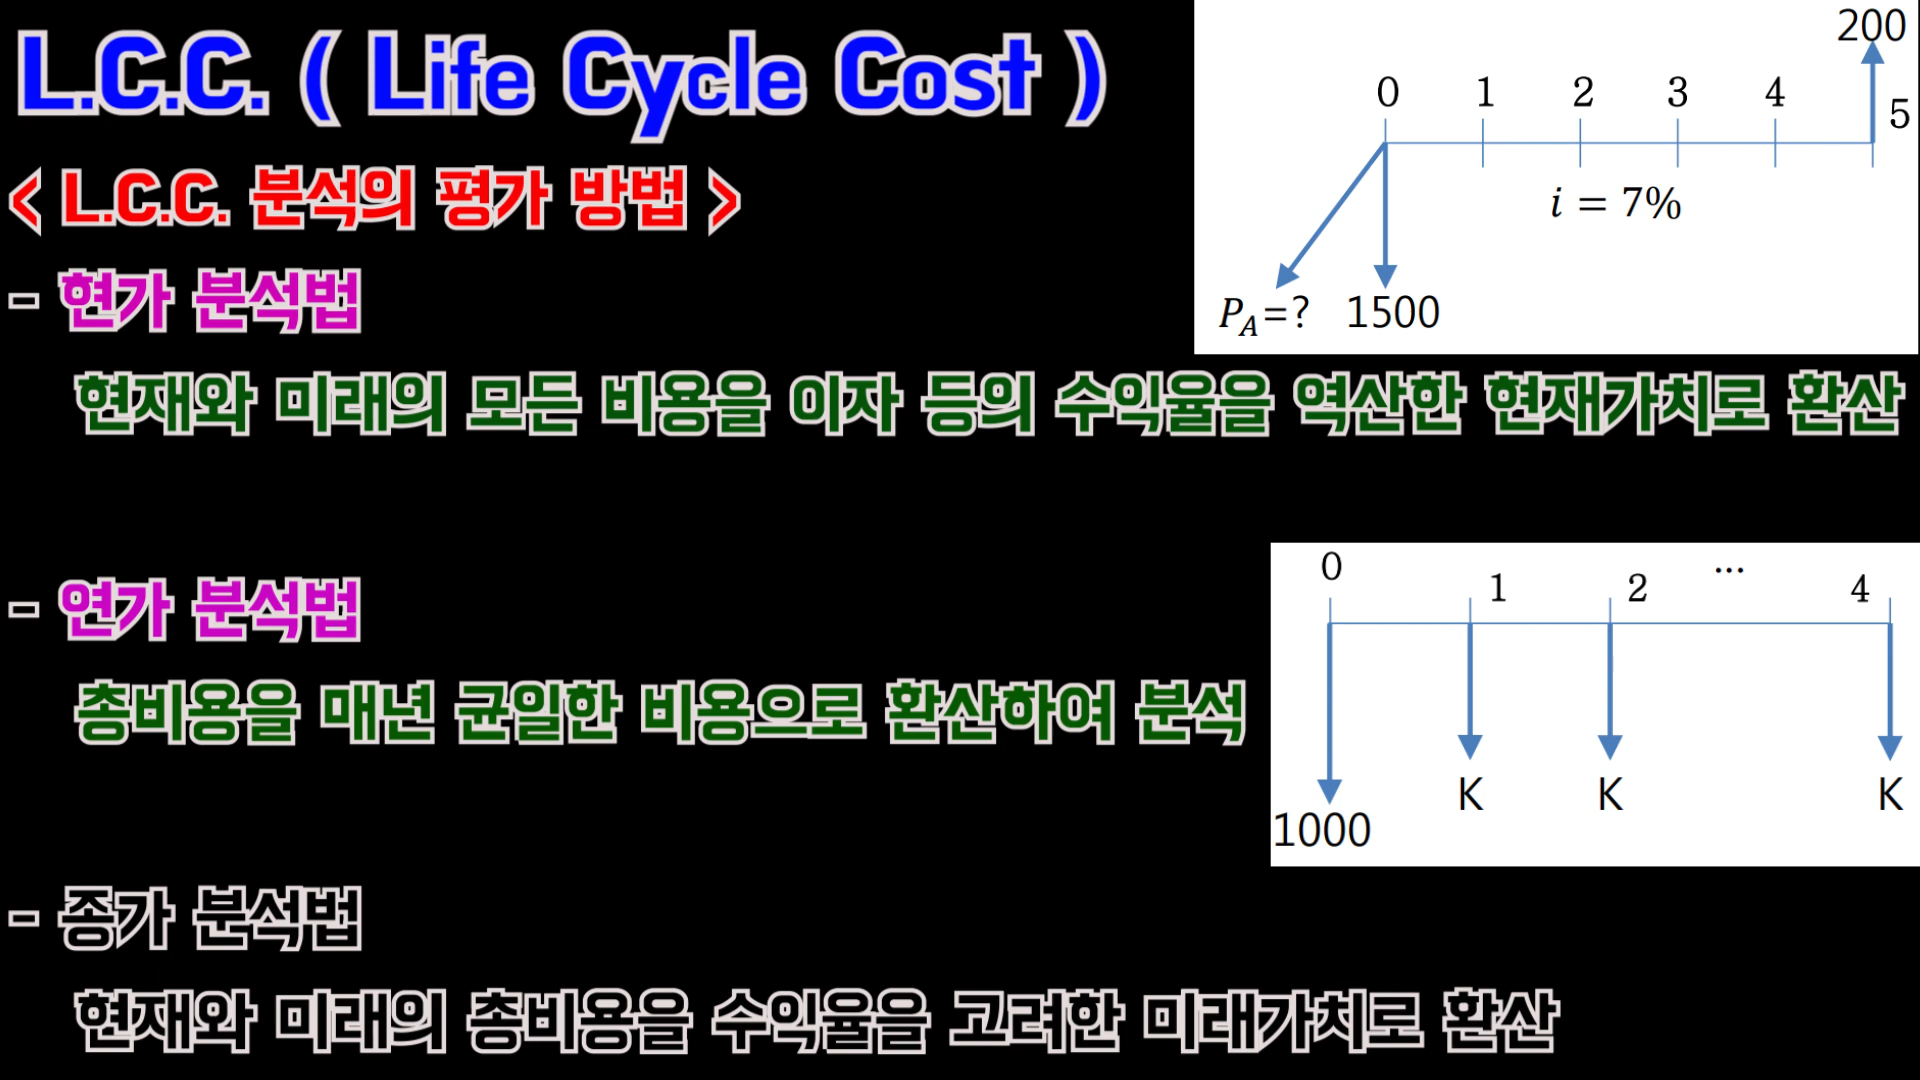 L.C.C. ( Life Cycle Cost )
< L.C.C. 분석의 평가 방법 >
- 현가 분석법
현재와 미래의 모든 비용을 이자 등의 수익율을 역산한 현재가치로 환산
200
0 1 2 3 4 5
i = 7%
P_A=? 1500
- 연가 분석법
총비용을 매년 균일한 비용으로 환산하여 분석
0 1 2 ... 4
K K K
1000
- 종가 분석법
현재와 미래의 총비용을 수익율을 고려한 미래가치로 환산